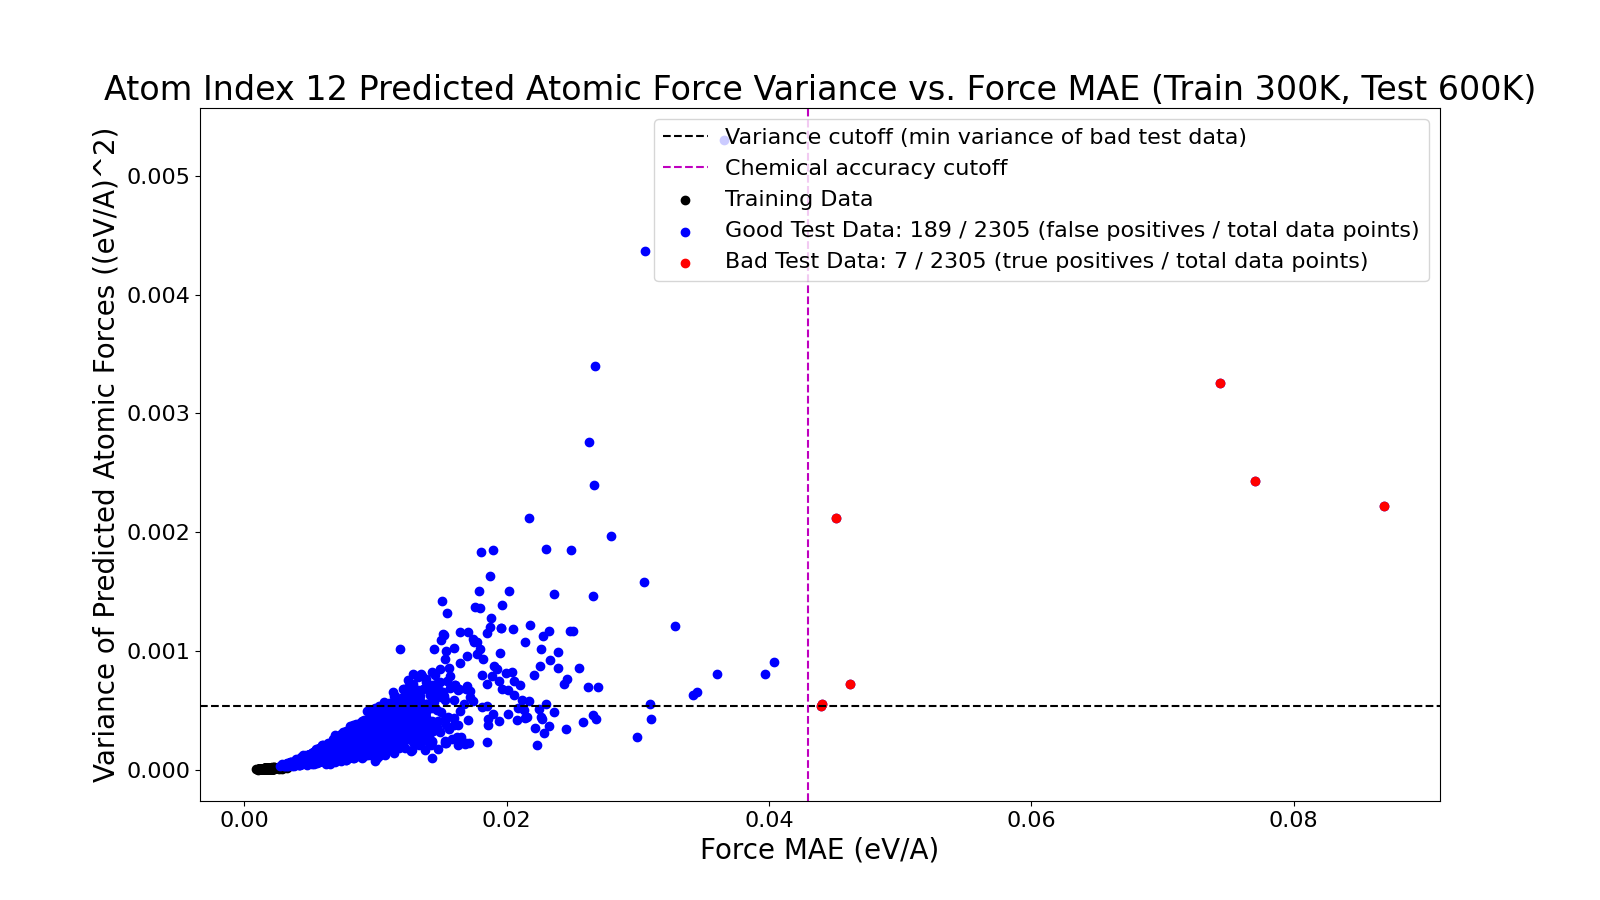 Atom Index 12 Predicted Atomic Force Variance vs. Force MAE (Train 300K, Test 600K)
Variance of Predicted Atomic Forces ((eV/A)^2)
0.005
0.004
0.003
0.002
0.001
0.000
Variance cutoff (min variance of bad test data)
Chemical accuracy cutoff
Training Data
Good Test Data: 189 / 2305 (false positives / total data points)
Bad Test Data: 7 / 2305 (true positives / total data points)
0.00 0.02 0.04 0.06 0.08
Force MAE (eV/A)